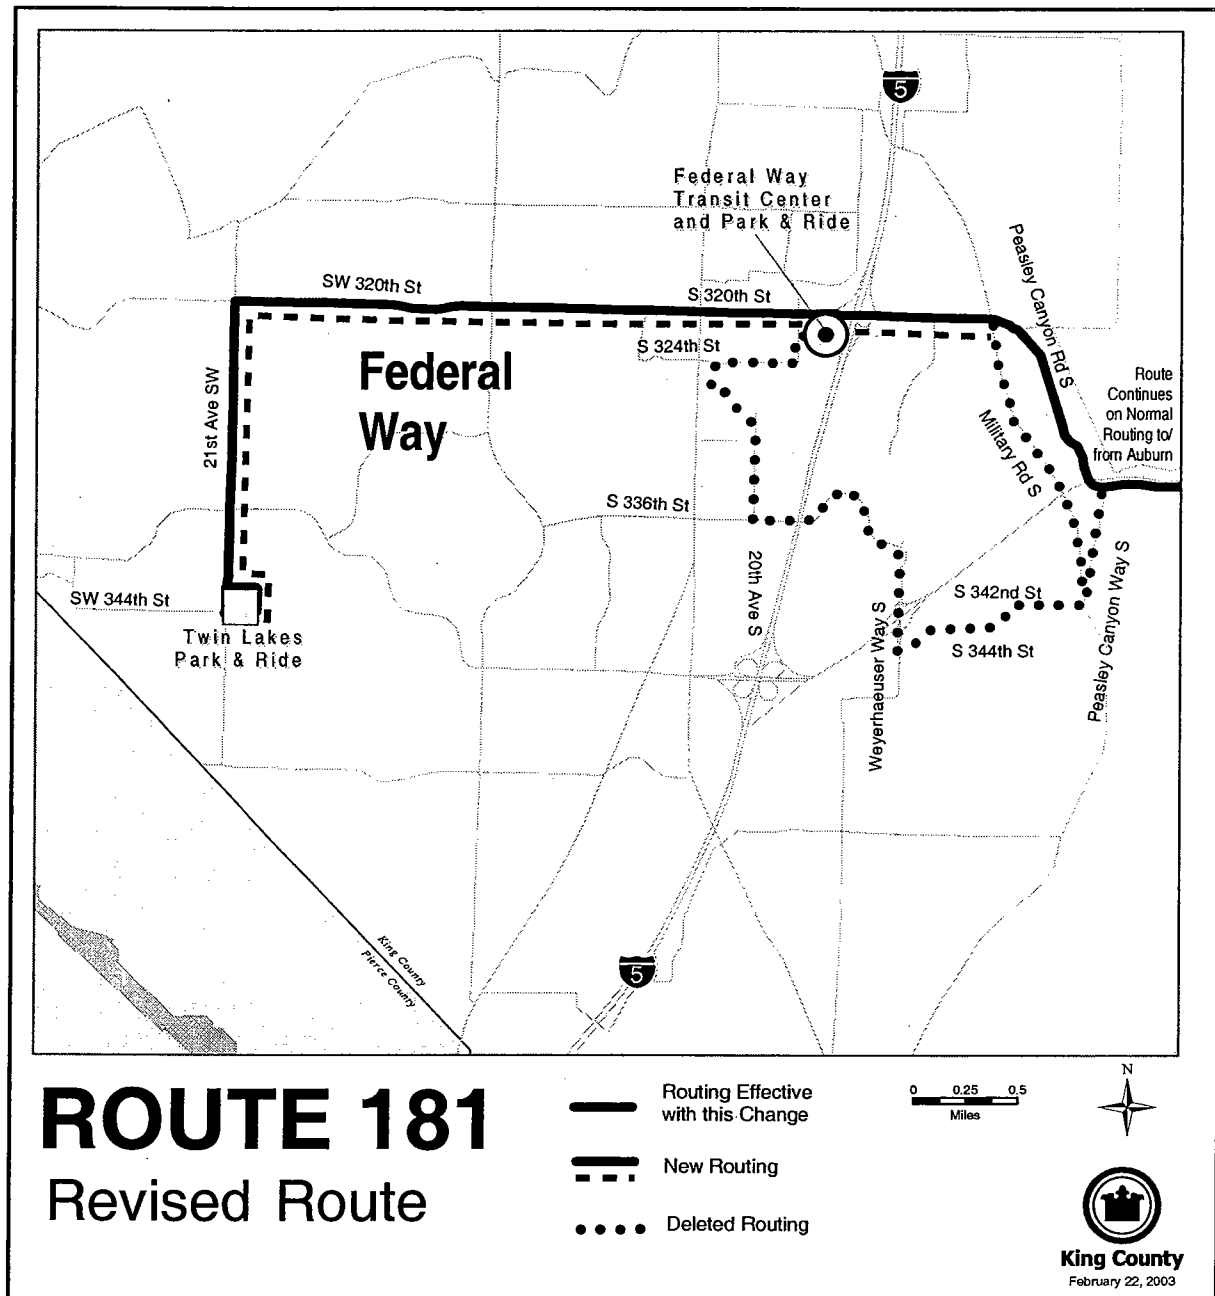 5
Federal Way
Transit Center
and Park & Ride
Peasley Canyon Rd S
SW 320th St
S 320th St
S 324th St
Federal
Way
21st Ave SW
Route
Continues
on Normal
Routing to/
from Auburn
Military Rd S
S 336th St
20th Ave S
SW 344th St
S 342nd St
Twin Lakes
Park & Ride
S 344th St
Weyerhaeuser Way S
Peasley Canyon Way S
King County
Pierce County
5
ROUTE 181
Revised Route
Routing Effective
with this Change
New Routing
Deleted Routing
0 0.25 0.5
Miles
N
King County
February 22, 2003